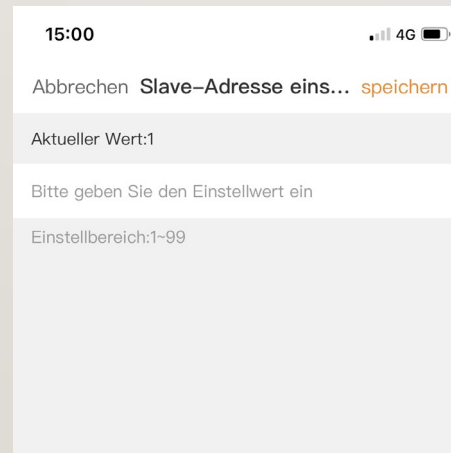 15:00 4G
Abbrechen Slave-Adresse eins... speichern
Aktueller Wert:1
Bitte geben Sie den Einstellwert ein
Einstellbereich:1~99